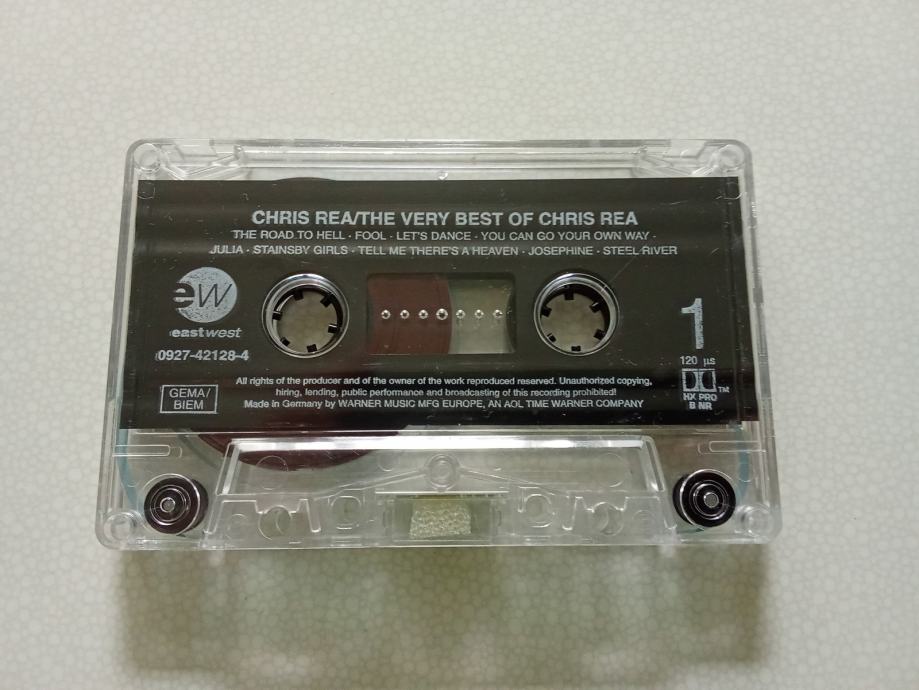 CHRIS REA/THE VERY BEST OF CHRIS REA
THE ROAD TO HELL · FOOL · LET'S DANCE · YOU CAN GO YOUR OWN WAY ·
JULIA · STAINSBY GIRLS · TELL ME THERE'S A HEAVEN · JOSEPHINE · STEEL RIVER
ew
eastwest
0927-42128-4
1
120 µs
HX PRO
B NR
TM
GEMA/
BIEM
All rights of the producer and of the owner of the work reproduced reserved. Unauthorized copying,
hiring, lending, public performance and broadcasting of this recording prohibited!
Made in Germany by WARNER MUSIC MFG EUROPE, AN AOL TIME WARNER COMPANY